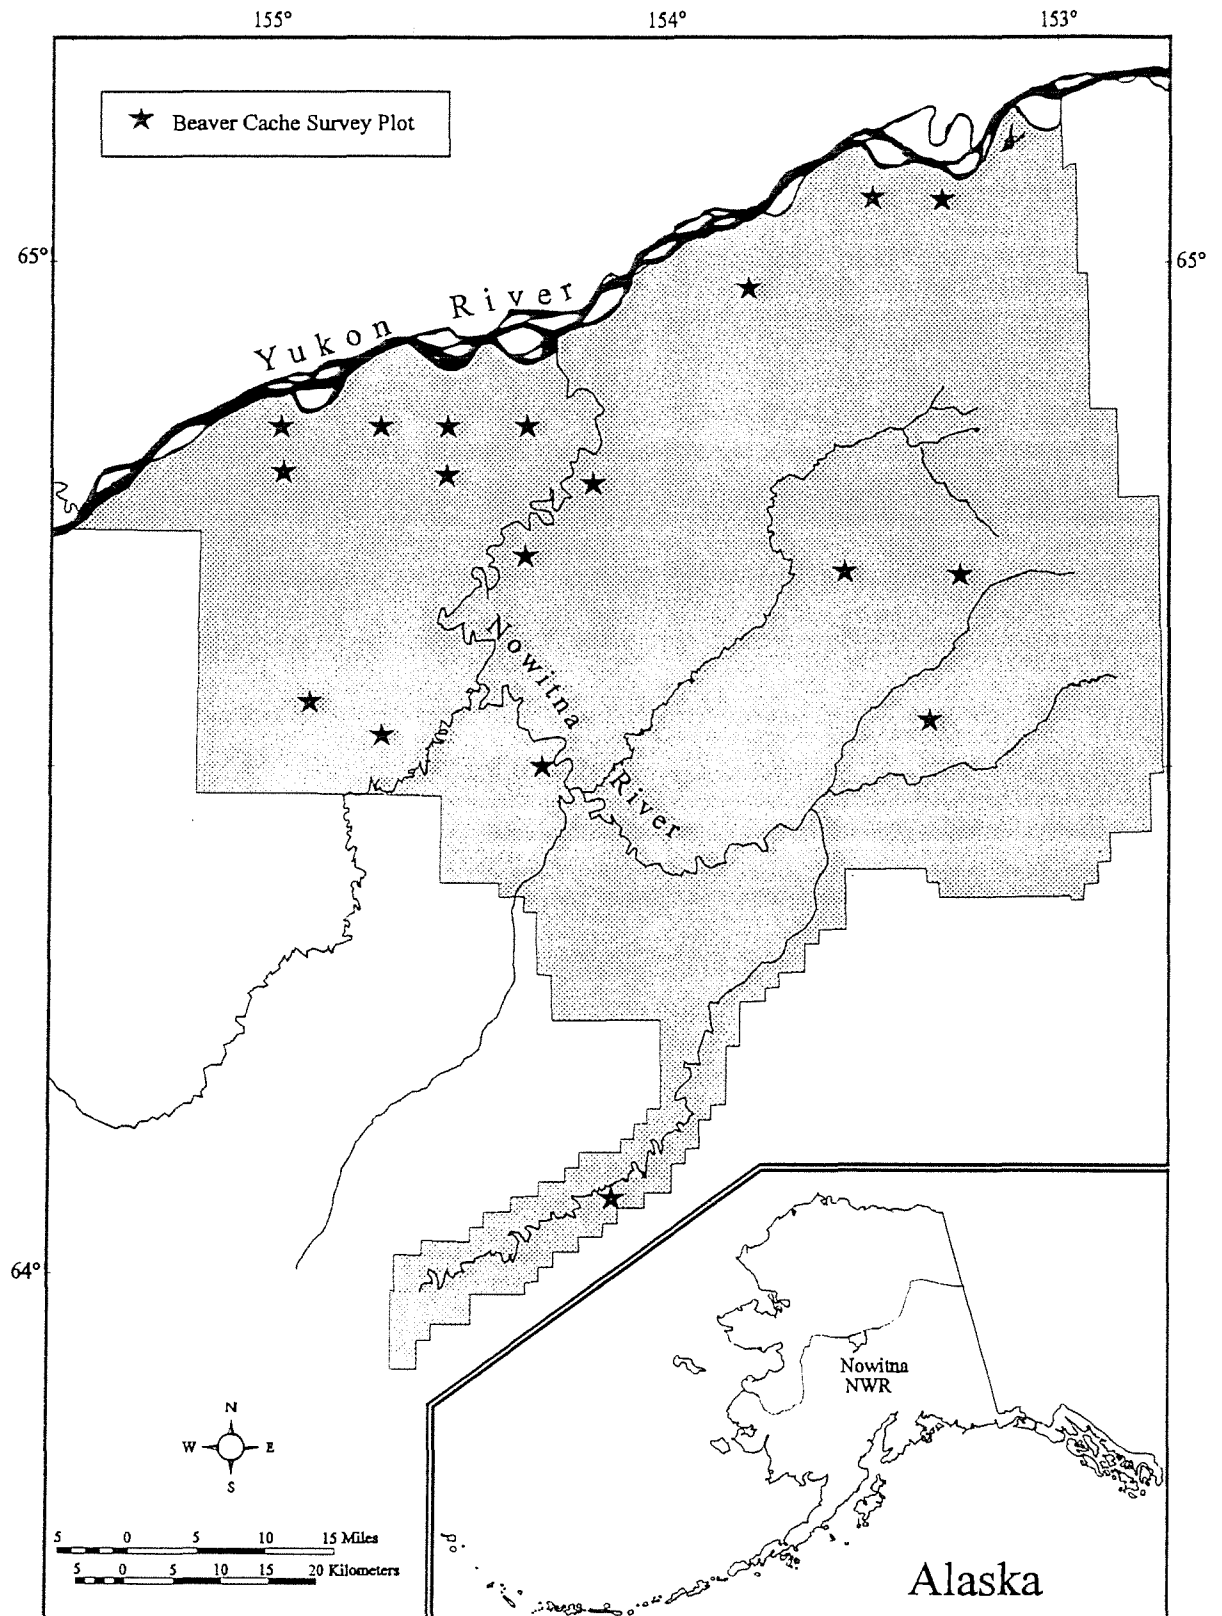 155°
154°
153°
Beaver Cache Survey Plot
65°
65°
Yukon River
Nowitna River
64°
Nowitna
NWR
N
W E
S
5 0 5 10 15 Miles
5 0 5 10 15 20 Kilometers
Alaska